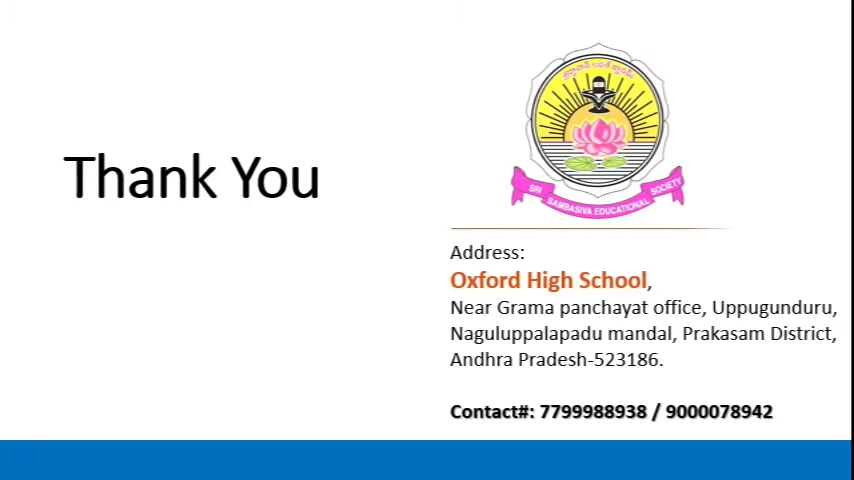 Thank You
SRI SAMBASIVA EDUCATIONAL SOCIETY
Address:
Oxford High School,
Near Grama panchayat office, Uppugunduru,
Naguluppalapadu mandal, Prakasam District,
Andhra Pradesh-523186.
Contact#: 7799988938 / 9000078942